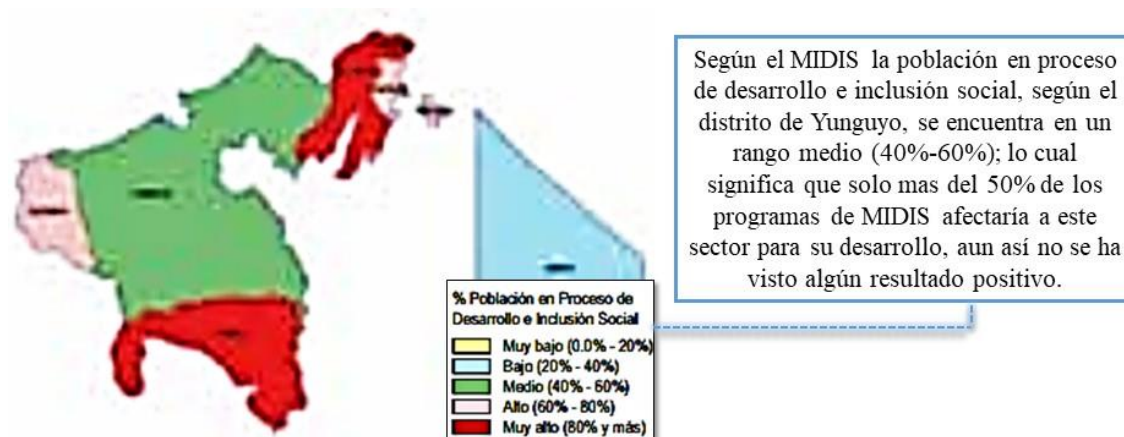 Según el MIDIS la población en proceso
de desarrollo e inclusión social, según el
distrito de Yunguyo, se encuentra en un
rango medio (40%-60%); lo cual
significa que solo mas del 50% de los
programas de MIDIS afectaría a este
sector para su desarrollo, aun así no se ha
visto algún resultado positivo.
% Población en Proceso de
Desarrollo e Inclusión Social
Muy bajo (0.0% - 20%)
Bajo (20% - 40%)
Medio (40% - 60%)
Alto (60% - 80%)
Muy alto (80% y más)